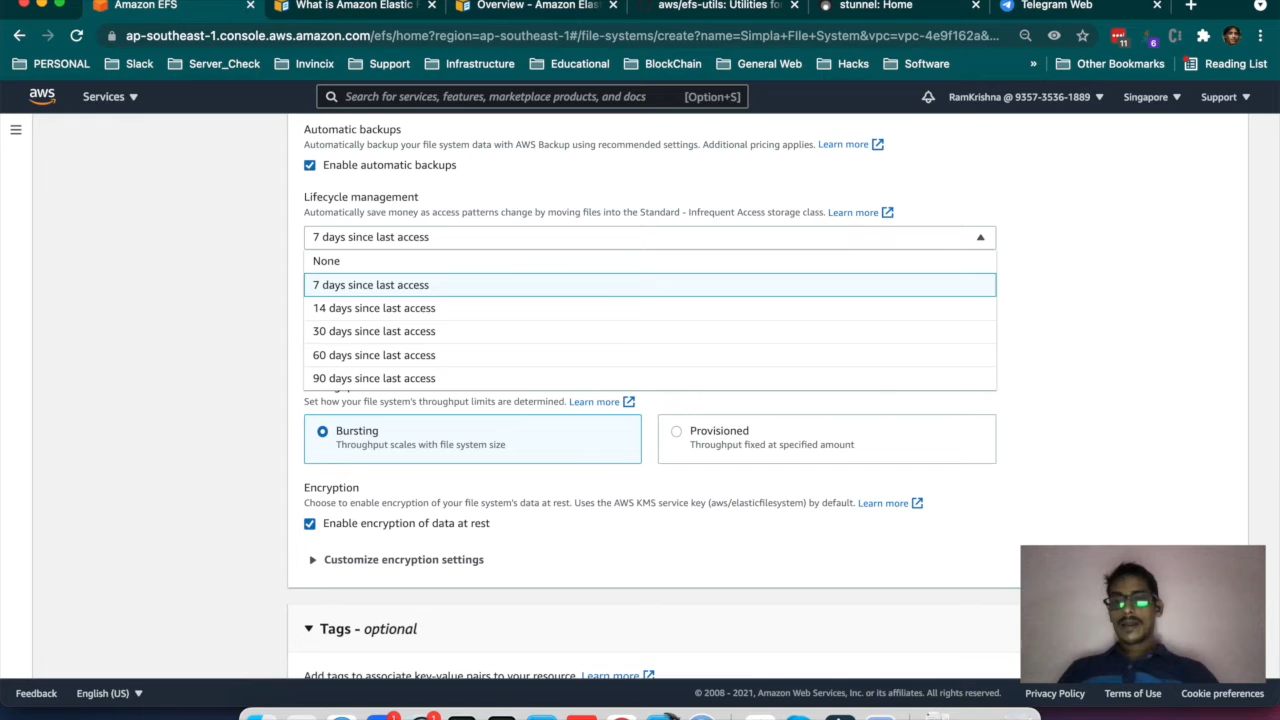 Amazon EFS
What is Amazon Elastic F
Overview - Amazon Elast
aws/efs-utils: Utilities fo
stunnel: Home
Telegram Web
ap-southeast-1.console.aws.amazon.com/efs/home?region=ap-southeast-1#/file-systems/create?name=Simpla+FIle+System&vpc=vpc-4e9f162a&...
11
6
PERSONAL
Slack
Server_Check
Invincix
Support
Infrastructure
Educational
BlockChain
General Web
Hacks
Software
»
Other Bookmarks
Reading List
aws
Services
Search for services, features, marketplace products, and docs
[Option+S]
RamKrishna @ 9357-3536-1889
Singapore
Support
Automatic backups
Automatically backup your file system data with AWS Backup using recommended settings. Additional pricing applies. Learn more
Enable automatic backups
Lifecycle management
Automatically save money as access patterns change by moving files into the Standard - Infrequent Access storage class. Learn more
7 days since last access
None
7 days since last access
14 days since last access
30 days since last access
60 days since last access
90 days since last access
Set how your file system's throughput limits are determined. Learn more
Bursting
Throughput scales with file system size
Provisioned
Throughput fixed at specified amount
Encryption
Choose to enable encryption of your file system's data at rest. Uses the AWS KMS service key (aws/elasticfilesystem) by default. Learn more
Enable encryption of data at rest
Customize encryption settings
Tags - optional
Add tags to associate key-value pairs to your resource. Learn more
Feedback
English (US)
© 2008 - 2021, Amazon Web Services, Inc. or its affiliates. All rights reserved.
Privacy Policy
Terms of Use
Cookie preferences
1
1